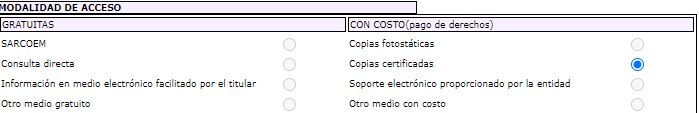 MODALIDAD DE ACCESO
GRATUITAS CON COSTO(pago de derechos)
SARCOEM Copias fotostáticas
Consulta directa Copias certificadas
Información en medio electrónico facilitado por el titular Soporte electrónico proporcionado por la entidad
Otro medio gratuito Otro medio con costo